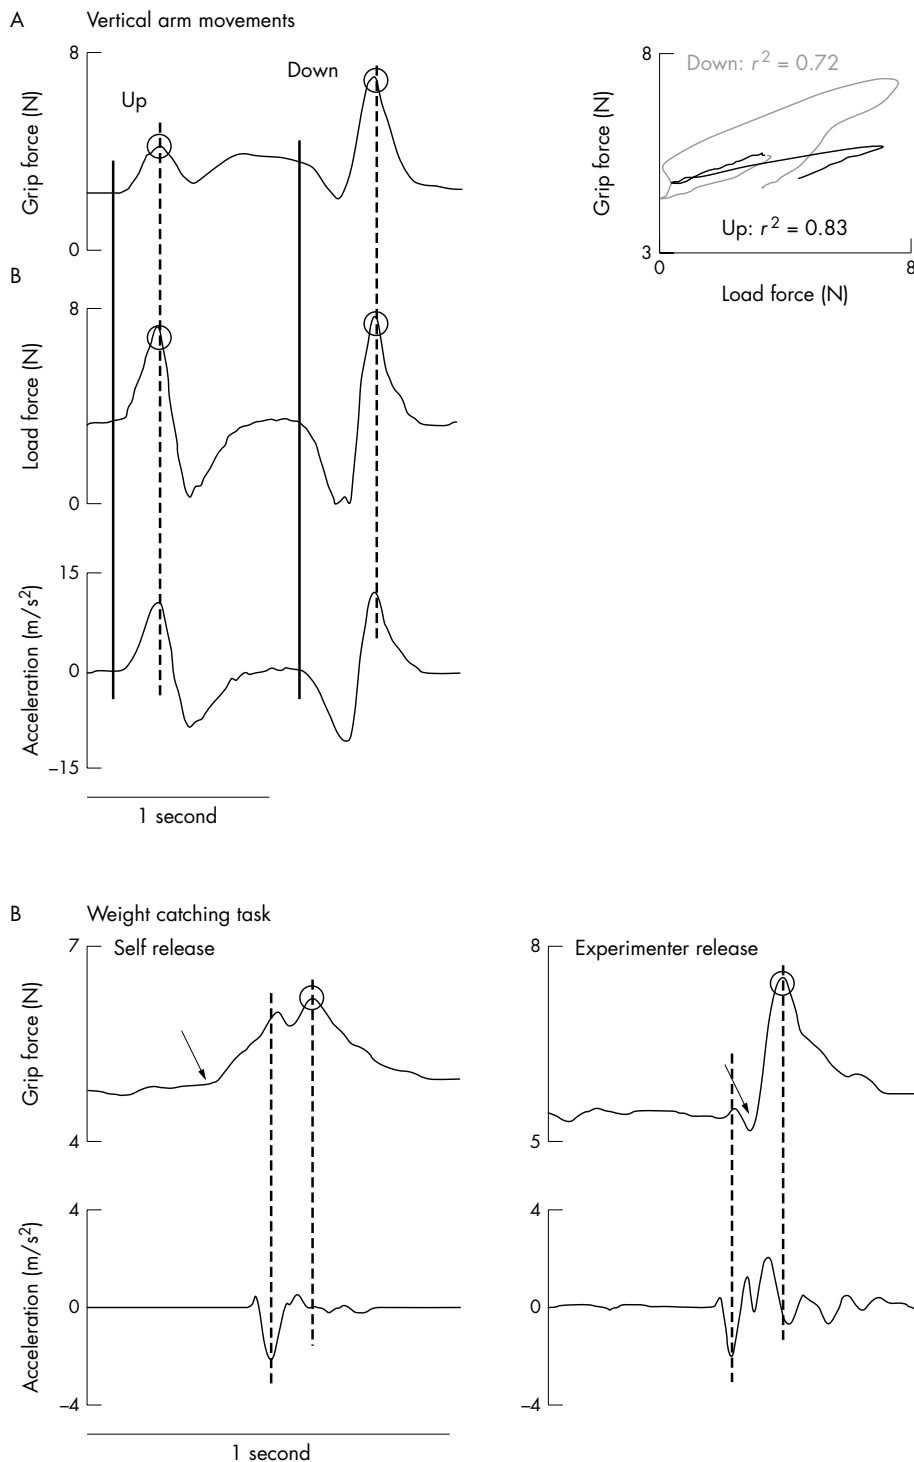 A
Vertical arm movements
8
Grip force (N)
0
Up
Down
8
Grip force (N)
3
Down: r² = 0.72
Up: r² = 0.83
0
8
Load force (N)
B
8
Load force (N)
0
15
Acceleration (m/s²)
0
–15
1 second
B
Weight catching task
7
Self release
Grip force (N)
4
8
Experimenter release
5
4
Acceleration (m/s²)
0
–4
4
0
–4
1 second